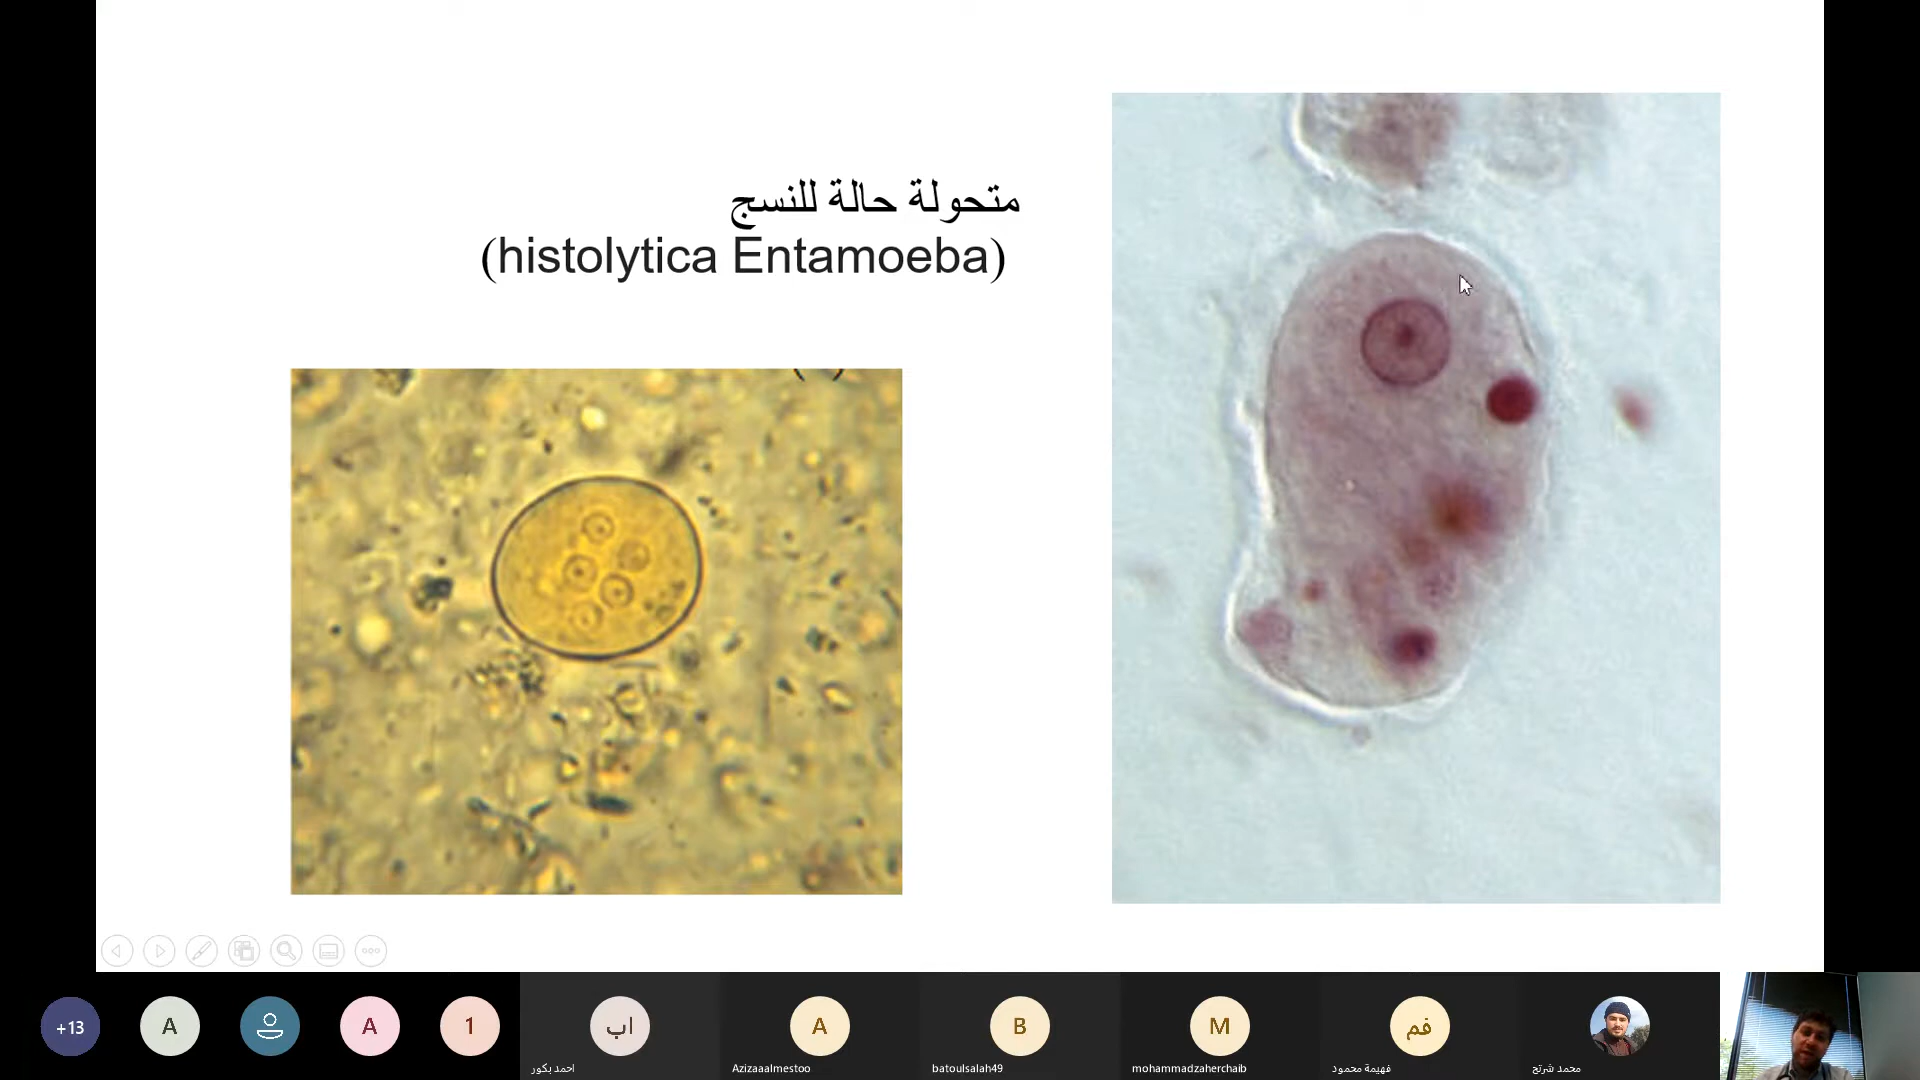 متحولة حالة للنسج
(histolytica Entamoeba)
+13
A
A
1
اب
A
B
M
فم
احمد بكور
Azizaaalmestoo
batoulsalah49
mohammadzaherchaib
فهيمة محمود
محمد شرتح